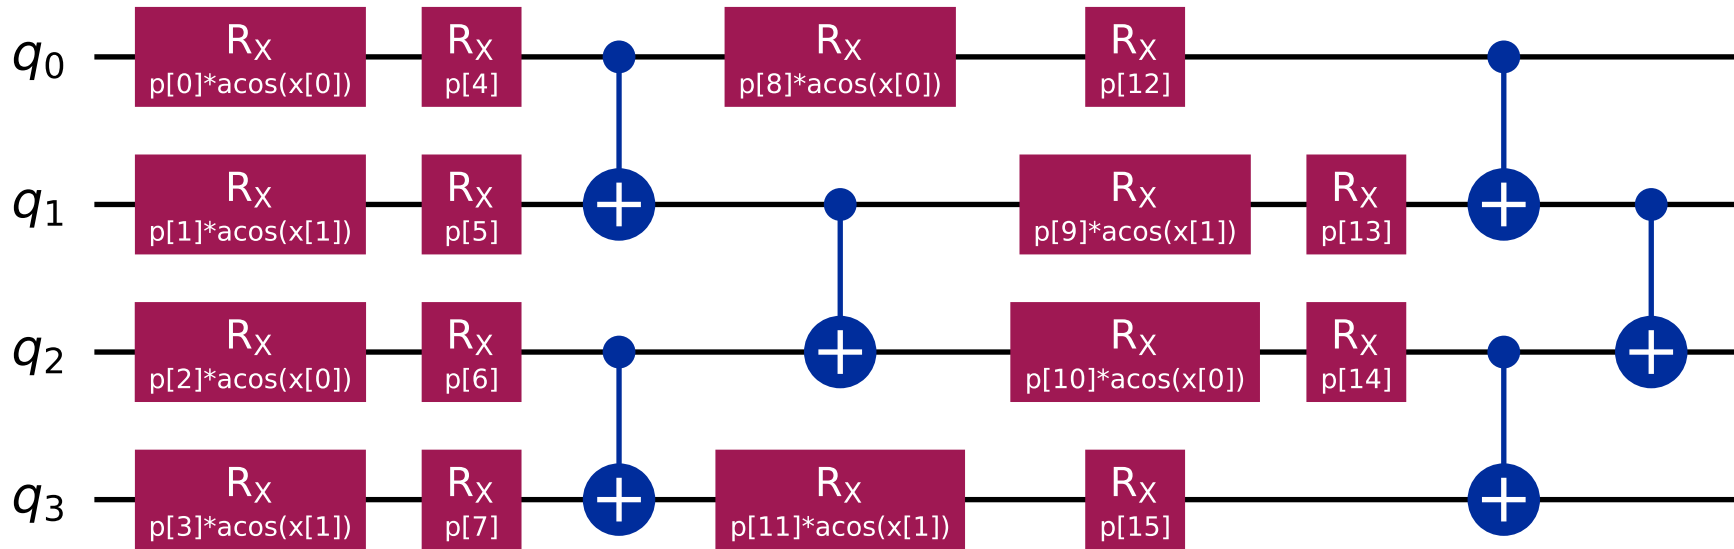 q0
RX
p[0]*acos(x[0])
RX
p[4]
RX
p[8]*acos(x[0])
RX
p[12]
q1
RX
p[1]*acos(x[1])
RX
p[5]
RX
p[9]*acos(x[1])
RX
p[13]
q2
RX
p[2]*acos(x[0])
RX
p[6]
RX
p[10]*acos(x[0])
RX
p[14]
q3
RX
p[3]*acos(x[1])
RX
p[7]
RX
p[11]*acos(x[1])
RX
p[15]